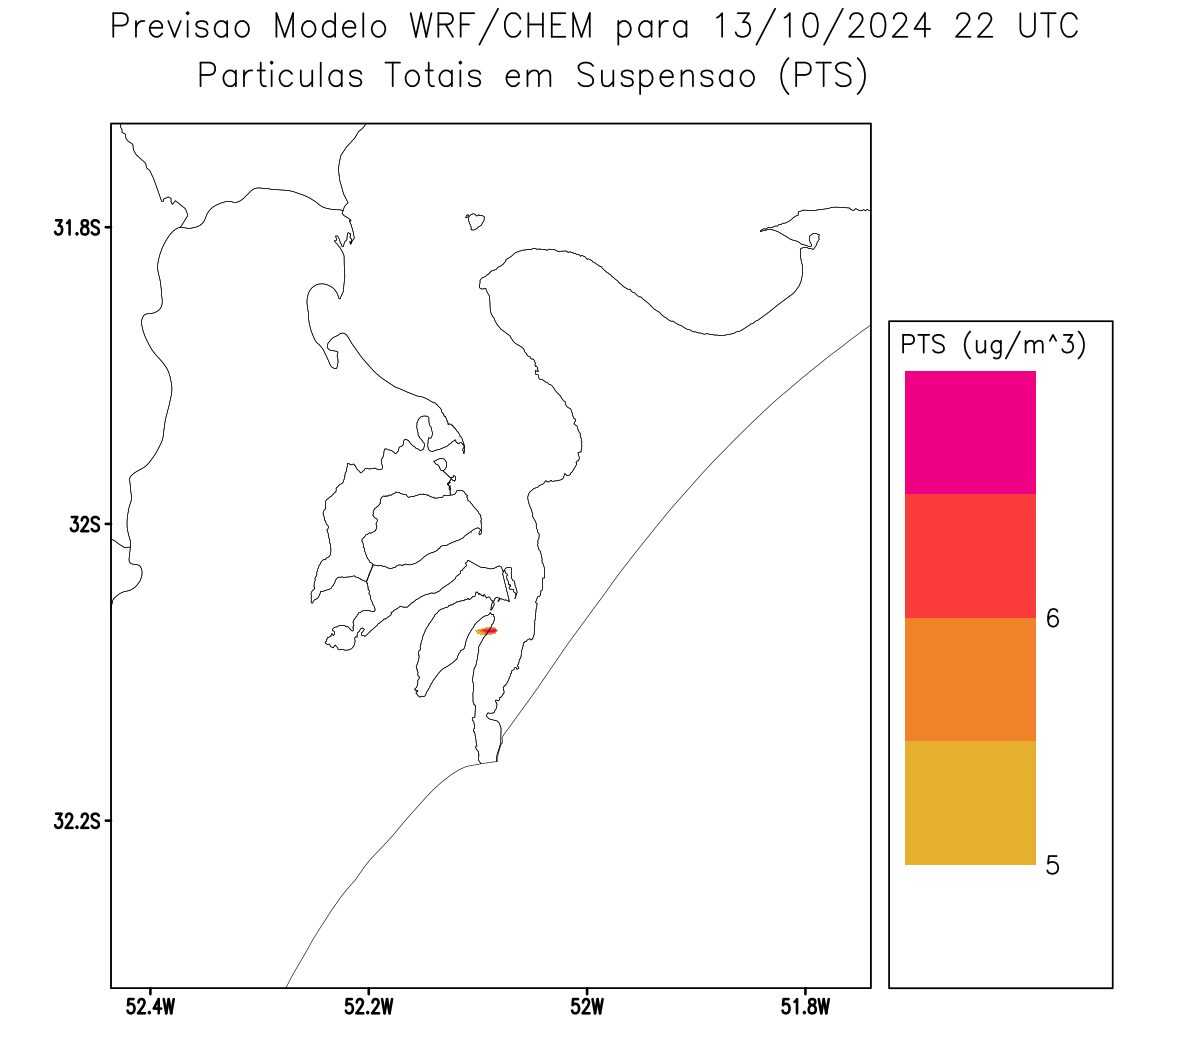 Previsao Modelo WRF/CHEM para 13/10/2024 22 UTC
Particulas Totais em Suspensao (PTS)
31.8S
32S
32.2S
52.4W 52.2W 52W 51.8W
PTS (ug/m^3)
6
5